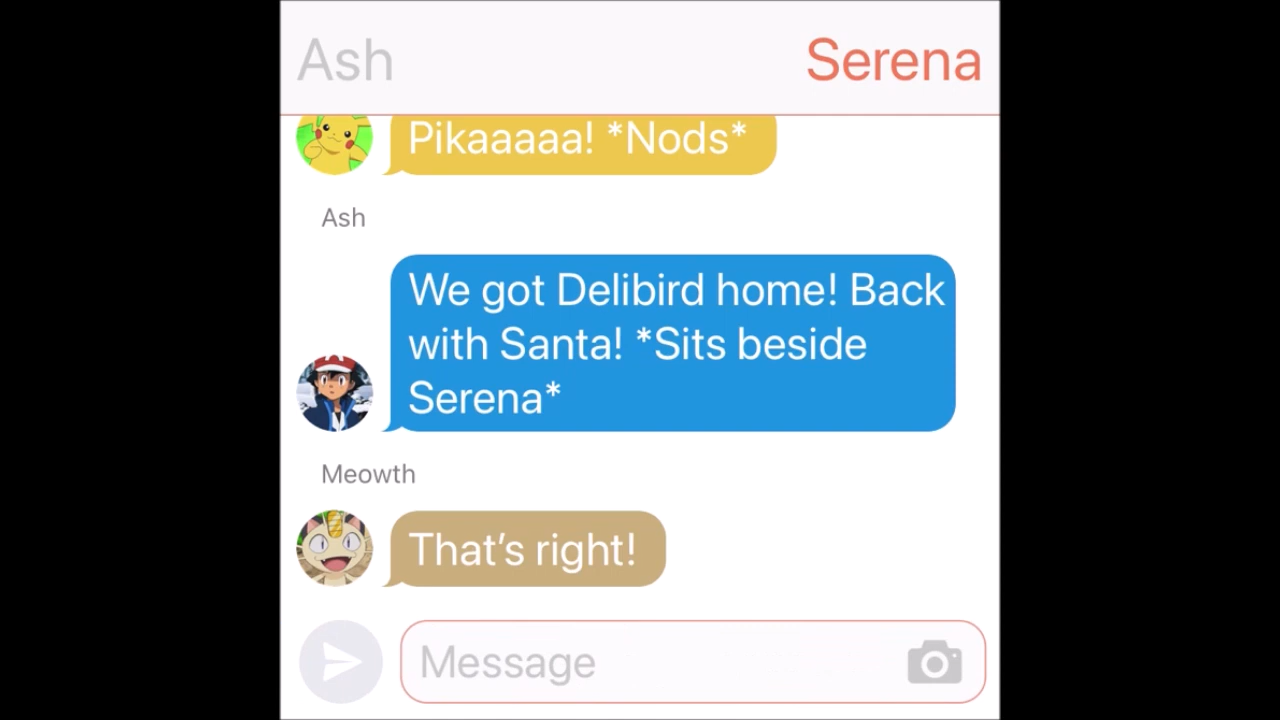 Ash
Serena
Pikaaaaa! *Nods*
Ash
We got Delibird home! Back
with Santa! *Sits beside
Serena*
Meowth
That’s right!
Message